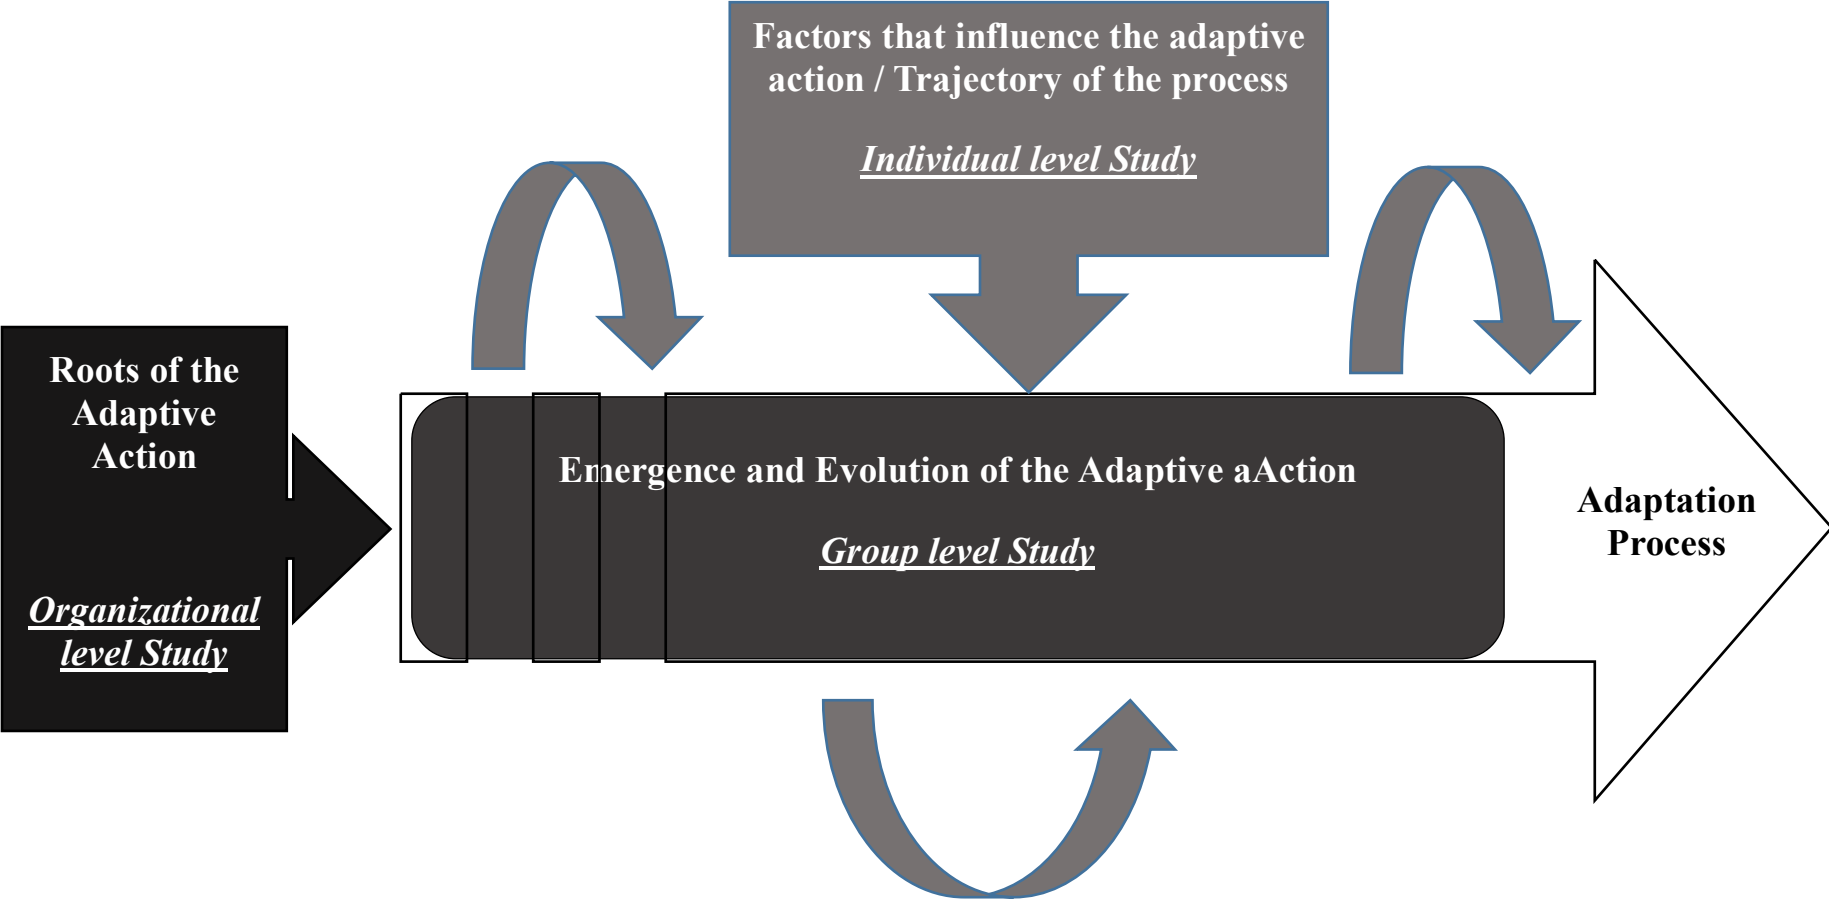 Factors that influence the adaptive
action / Trajectory of the process
Individual level Study
Roots of the
Adaptive
Action
Organizational
level Study
Emergence and Evolution of the Adaptive aAction
Group level Study
Adaptation
Process